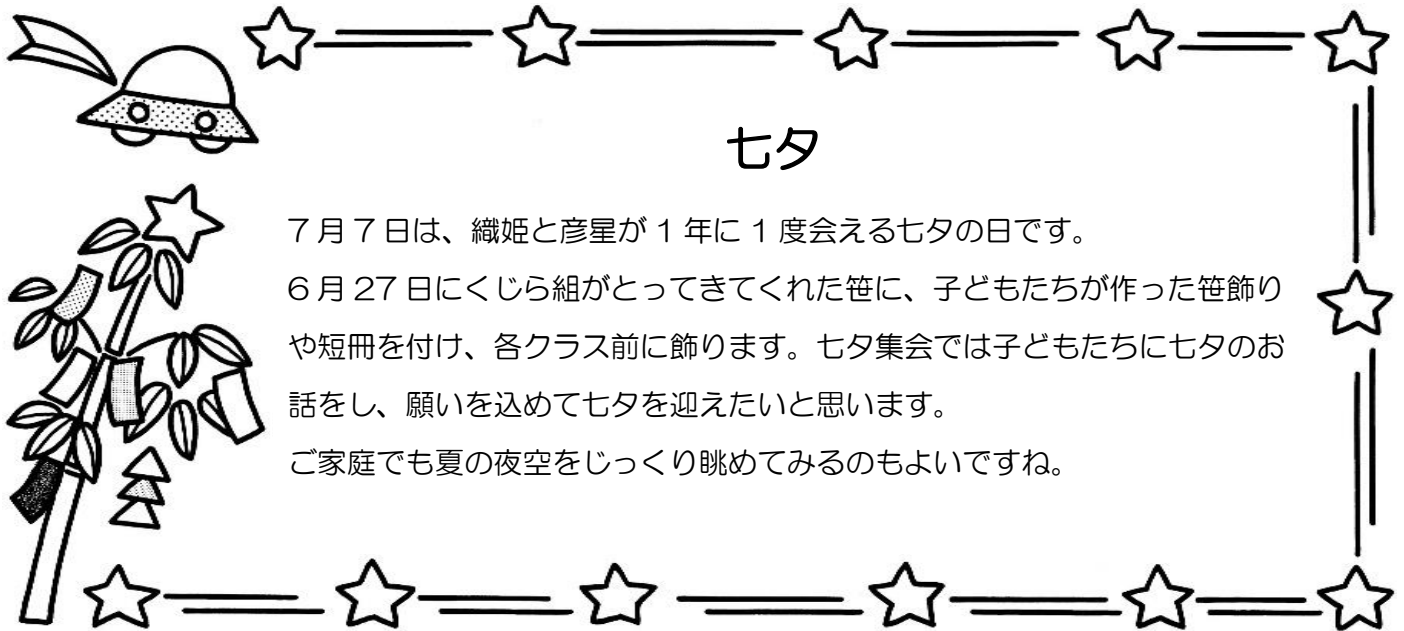 七夕
7月7日は、織姫と彦星が1年に1度会える七夕の日です。
6月27日にくじら組がとってきてくれた笹に、子どもたちが作った笹飾り
や短冊を付け、各クラス前に飾ります。七夕集会では子どもたちに七夕のお
話をし、願いを込めて七夕を迎えたいと思います。
ご家庭でも夏の夜空をじっくり眺めてみるのもよいですね。